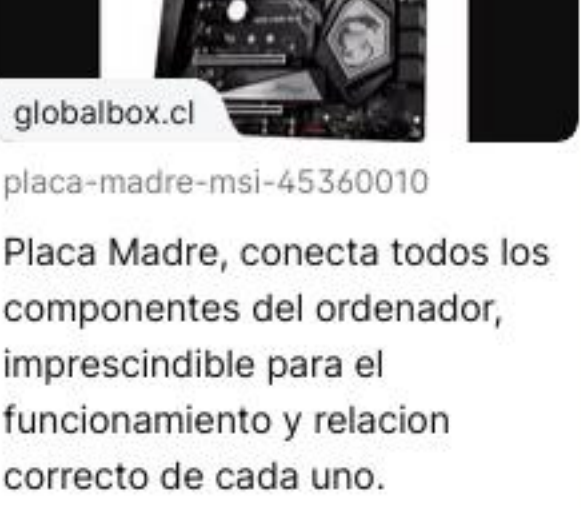 globalbox.cl
placa-madre-msi-45360010
Placa Madre, conecta todos los
componentes del ordenador,
imprescindible para el
funcionamiento y relacion
correcto de cada uno.